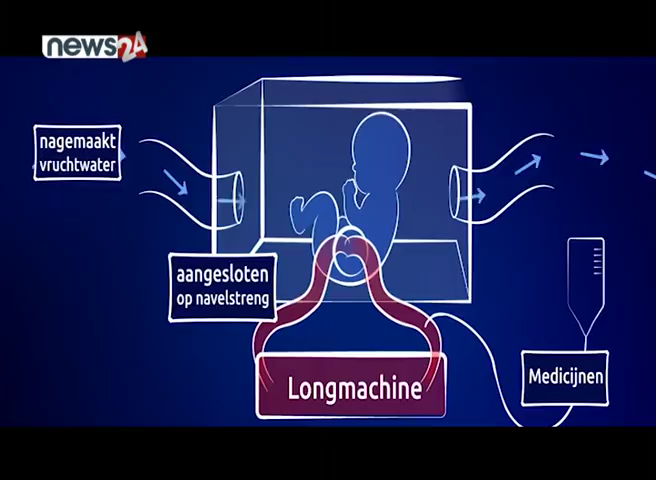 news24
nagemaakt
vruchtwater
aangesloten
op navelstreng
Longmachine
Medicijnen